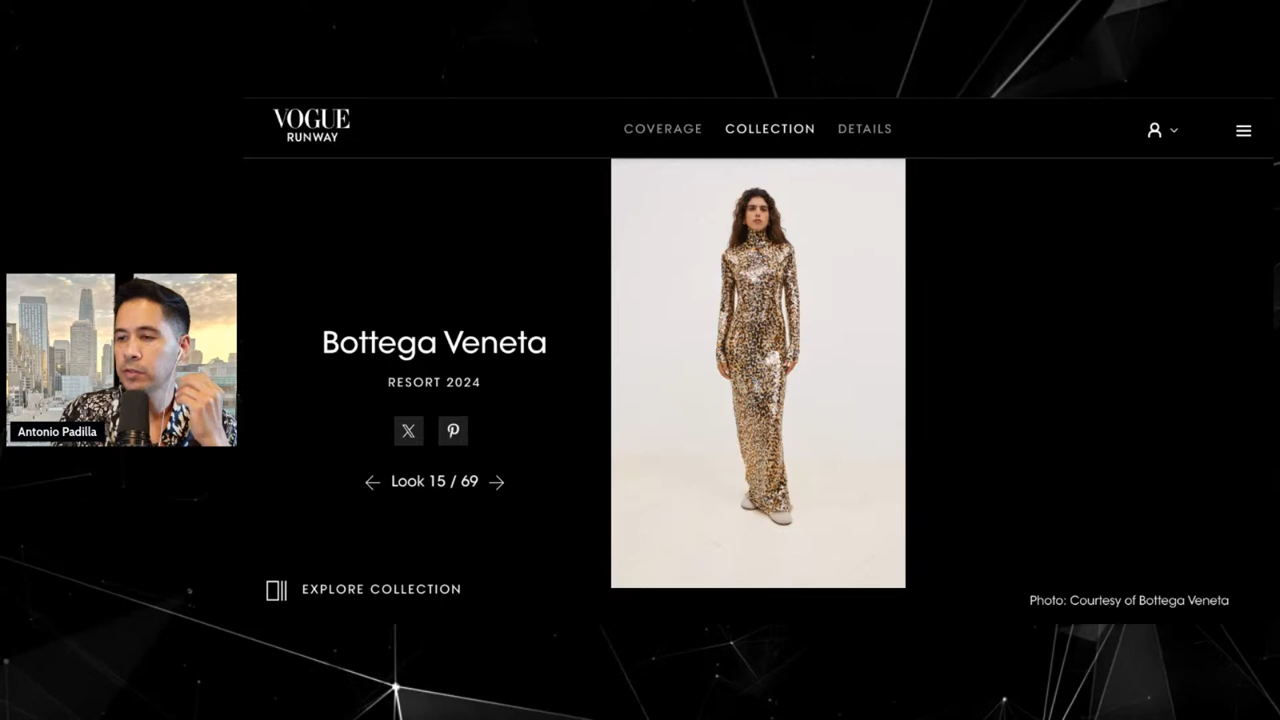 VOGUE
RUNWAY
COVERAGE COLLECTION DETAILS
Bottega Veneta
RESORT 2024
Look 15 / 69
EXPLORE COLLECTION
Antonio Padilla
Photo: Courtesy of Bottega Veneta